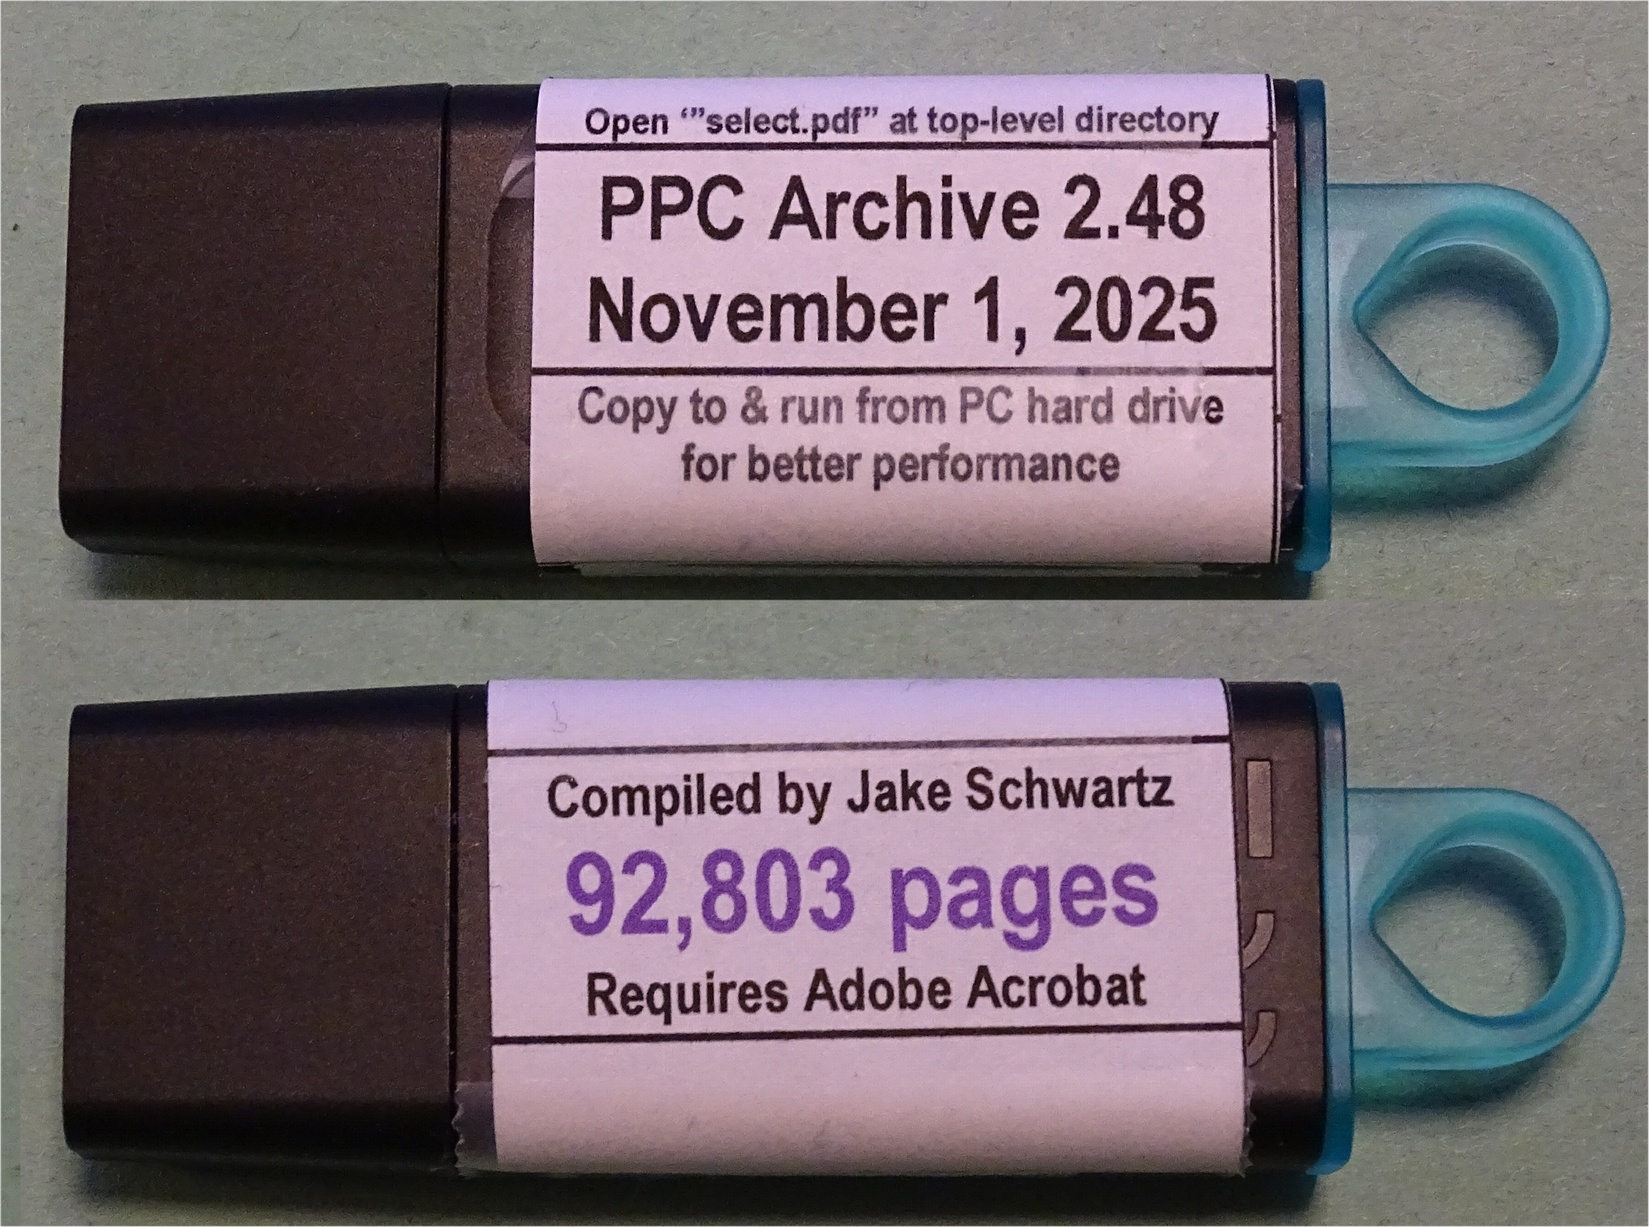 Open ‘”select.pdf” at top-level directory
PPC Archive 2.48
November 1, 2025
Copy to & run from PC hard drive
for better performance
Compiled by Jake Schwartz
92,803 pages
Requires Adobe Acrobat